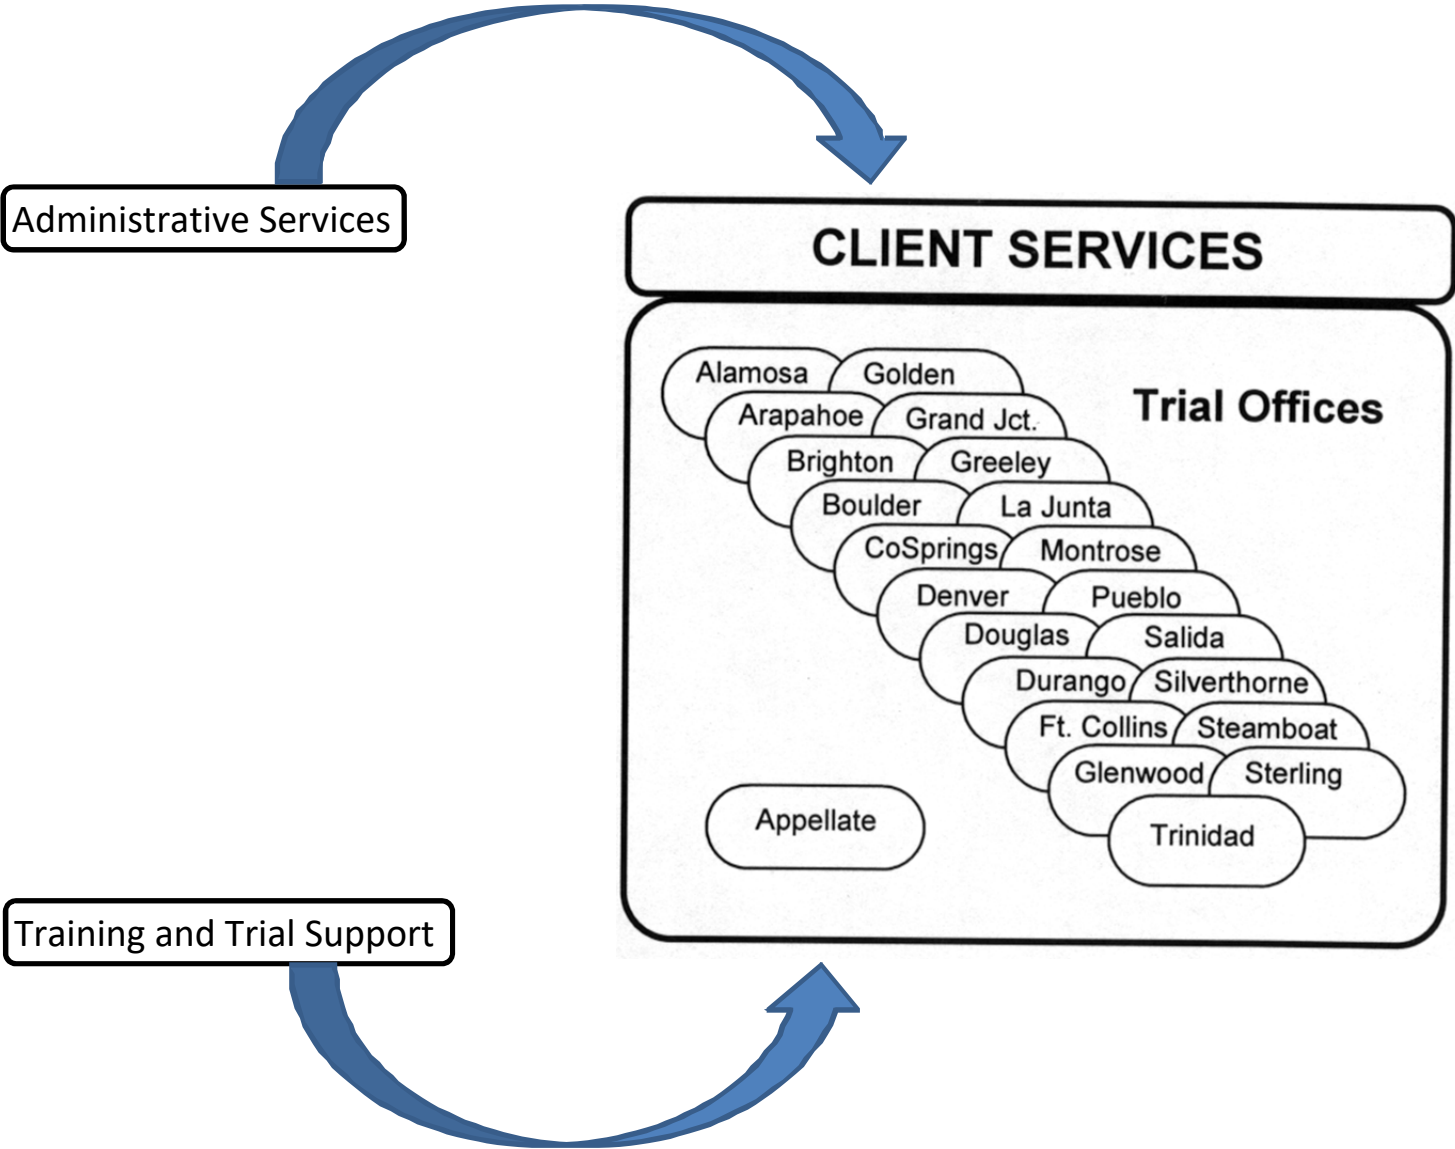 Administrative Services
CLIENT SERVICES
Trial Offices
Alamosa
Golden
Arapahoe
Grand Jct.
Brighton
Greeley
Boulder
La Junta
CoSprings
Montrose
Denver
Pueblo
Douglas
Salida
Durango
Silverthorne
Ft. Collins
Steamboat
Glenwood
Sterling
Trinidad
Appellate
Training and Trial Support